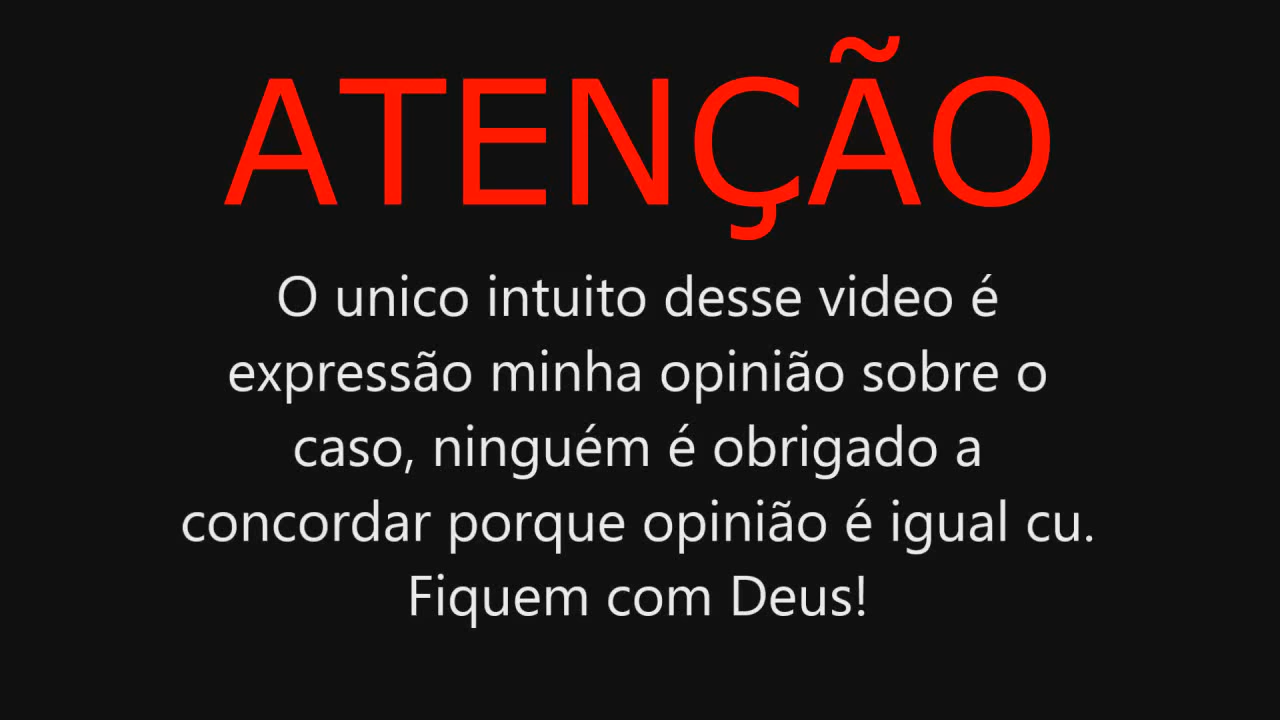 ATENÇÃO
O unico intuito desse video é
expressão minha opinião sobre o
caso, ninguém é obrigado a
concordar porque opinião é igual cu.
Fiquem com Deus!